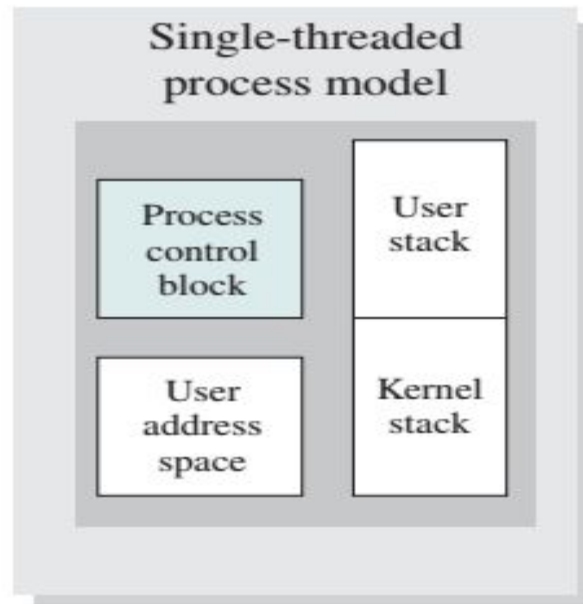 Single-threaded
process model
Process
control
block
User
stack
User
address
space
Kernel
stack